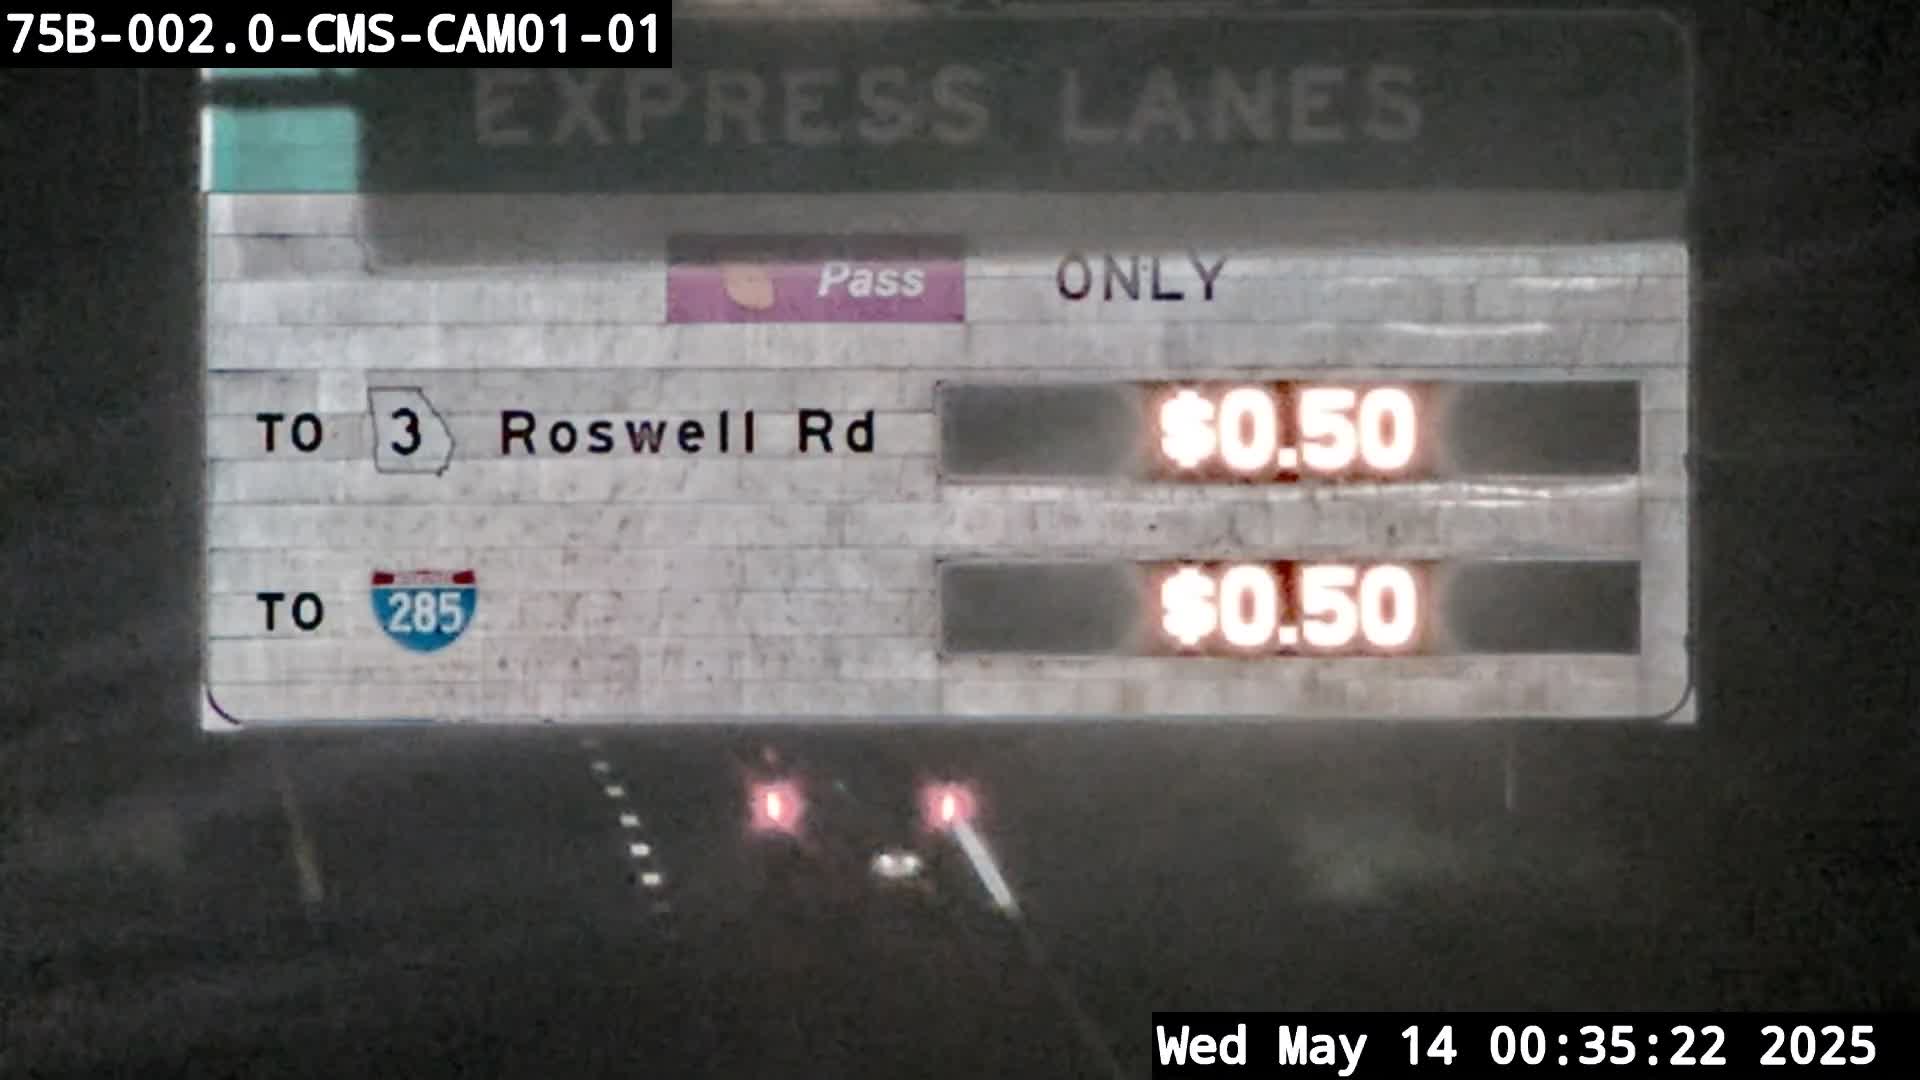 75B-002.0-CMS-CAM01-01
EXPRESS LANES
Pass ONLY
TO 3 Roswell Rd $0.50
TO 285 $0.50
Wed May 14 00:35:22 2025